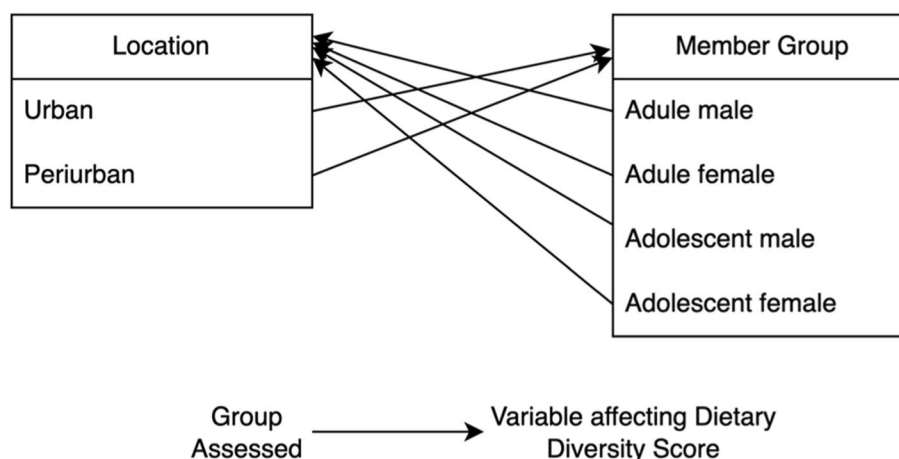 Location
Urban
Periurban
Member Group
Adule male
Adule female
Adolescent male
Adolescent female
Group
Assessed
Variable affecting Dietary
Diversity Score